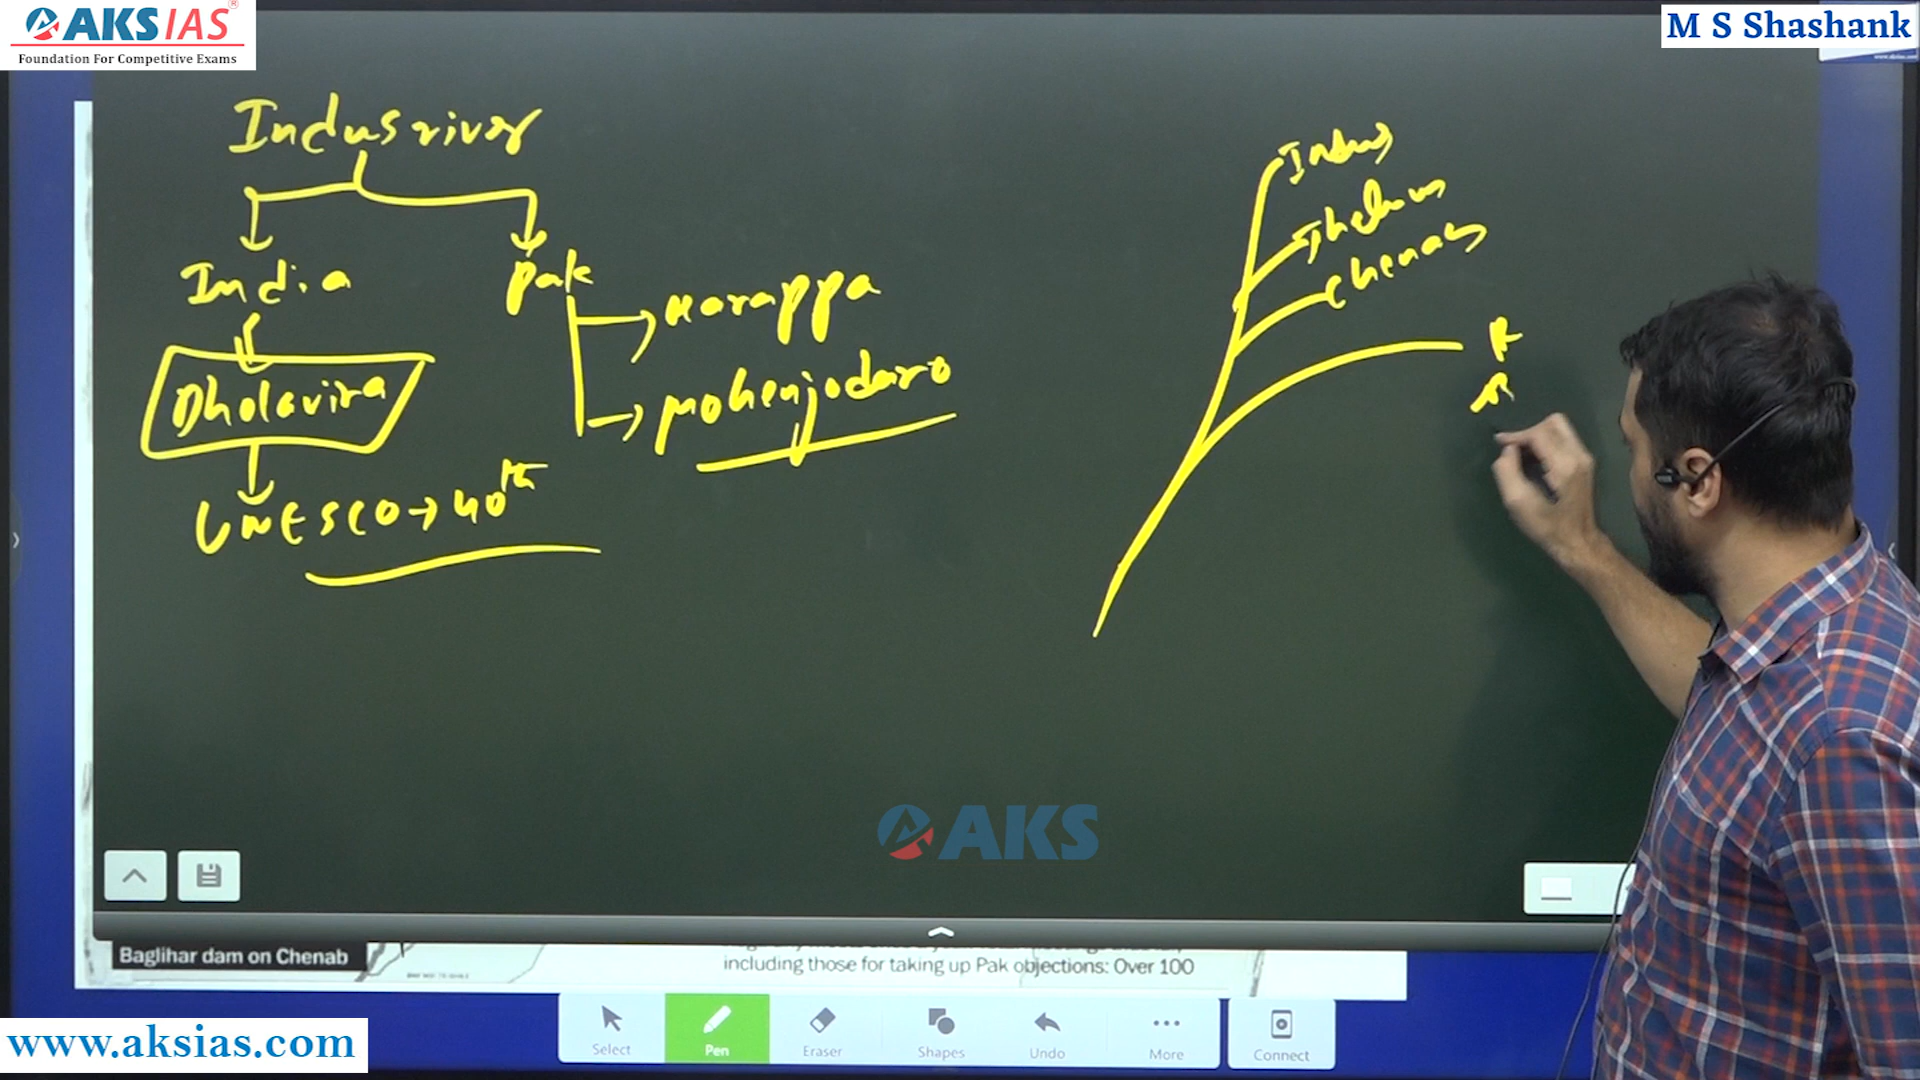 AKS IAS®
Foundation For Competitive Exams
M S Shashank
Indus river
India
Pak
Harappa
Mohenjodaro
Dholavira
UNESCO → 40th
Indus
Jhelum
Chenab
AKS
Baglihar dam on Chenab
including those for taking up Pak objections: Over 100
Select
Pen
Eraser
Shapes
Undo
More
Connect
www.aksias.com